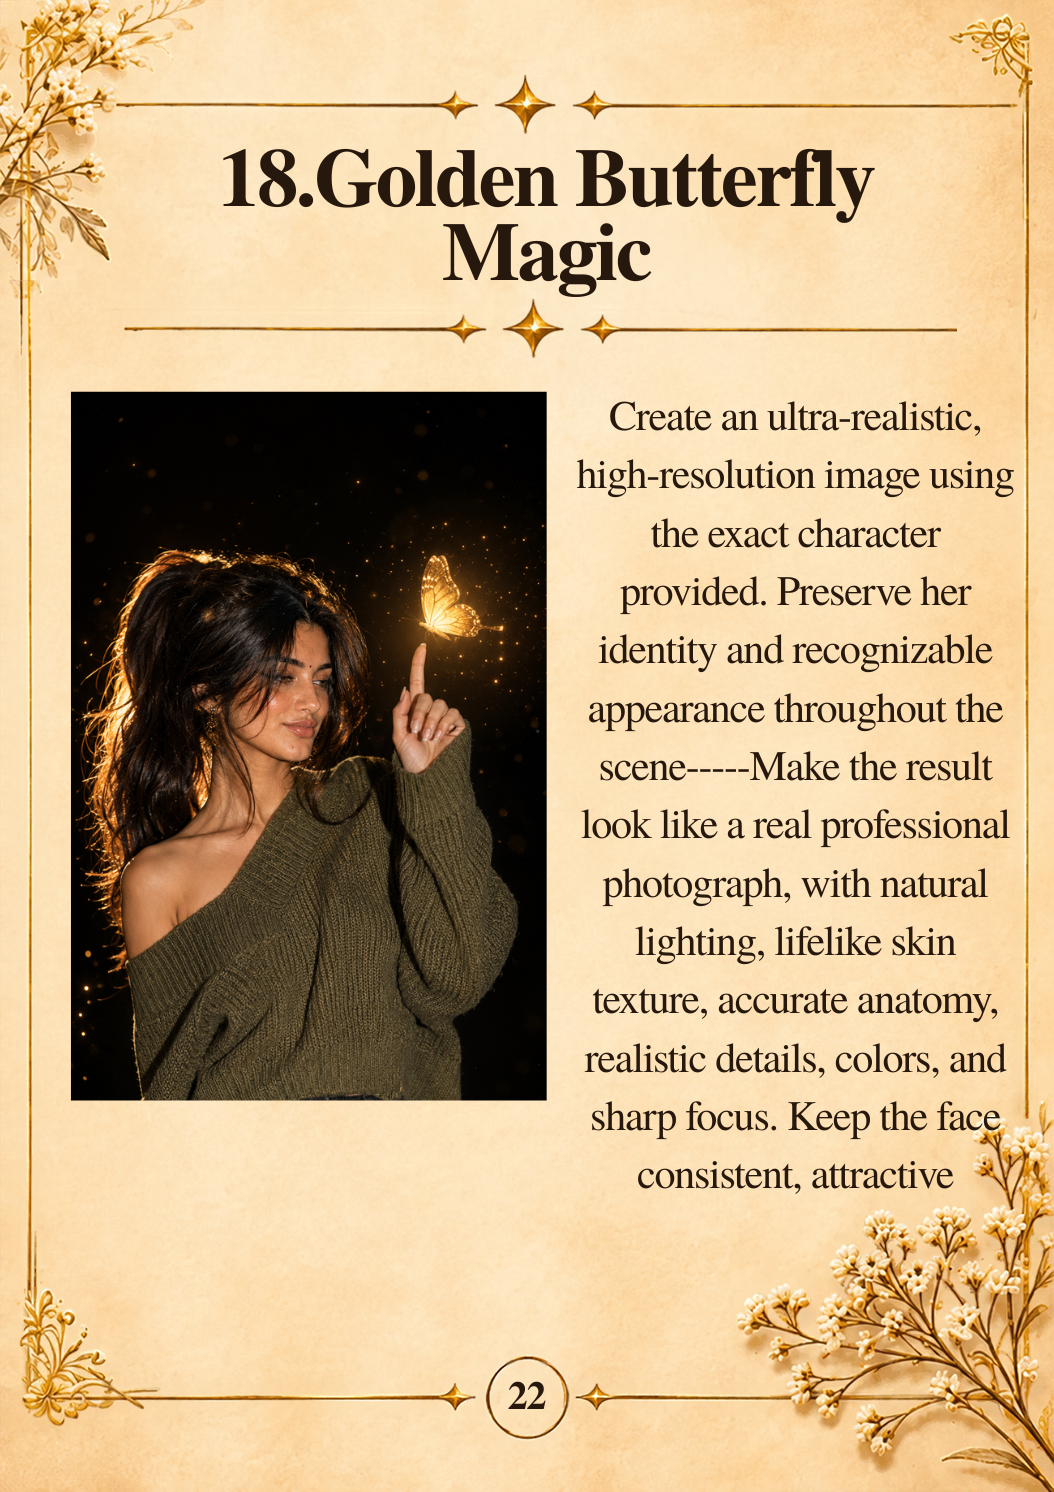 18.Golden Butterfly
Magic
Create an ultra-realistic,
high-resolution image using
the exact character
provided. Preserve her
identity and recognizable
appearance throughout the
scene-----Make the result
look like a real professional
photograph, with natural
lighting, lifelike skin
texture, accurate anatomy,
realistic details, colors, and
sharp focus. Keep the face
consistent, attractive
22